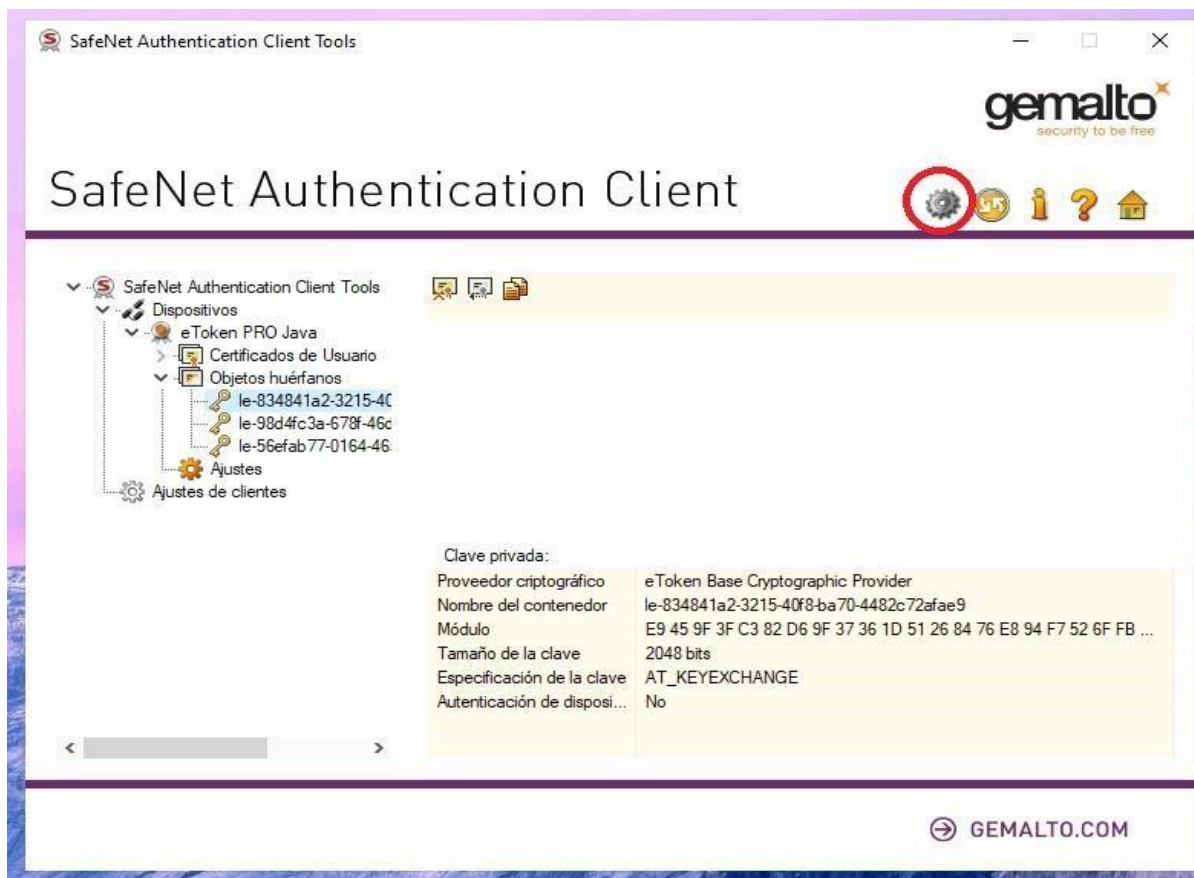 SafeNet Authentication Client Tools
gemalto
security to be free
SafeNet Authentication Client
SafeNet Authentication Client Tools
Dispositivos
eToken PRO Java
Certificados de Usuario
Objetos huérfanos
le-834841a2-3215-40
le-98d4fc3a-678f-46c
le-56efab77-0164-46
Ajustes
Ajustes de clientes
Clave privada:
Proveedor criptográfico eToken Base Cryptographic Provider
Nombre del contenedor le-834841a2-3215-40f8-ba70-4482c72afae9
Módulo E9 45 9F 3F C3 82 D6 9F 37 36 1D 51 26 84 76 E8 94 F7 52 6F FB ...
Tamaño de la clave 2048 bits
Especificación de la clave AT_KEYEXCHANGE
Autenticación de disposi... No
GEMALTO.COM